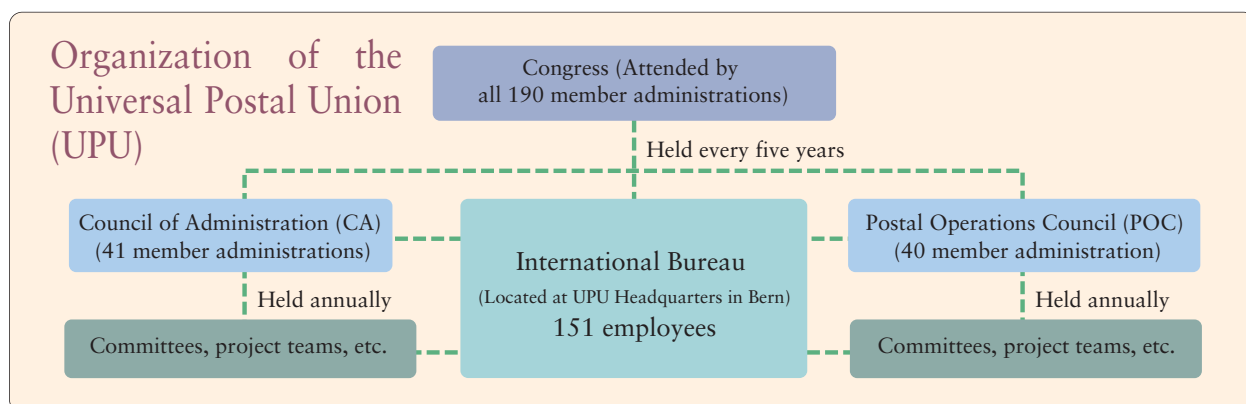 Organization of the
Universal Postal Union
(UPU)
Congress (Attended by
all 190 member administrations)
Held every five years
Council of Administration (CA)
(41 member administrations)
Held annually
Committees, project teams, etc.
International Bureau
(Located at UPU Headquarters in Bern)
151 employees
Postal Operations Council (POC)
(40 member administration)
Held annually
Committees, project teams, etc.